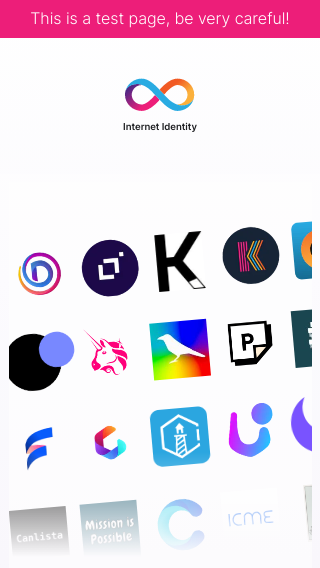 This is a test page, be very careful!
Internet Identity
K
P
Canlista
Mission is
Possible
ICME